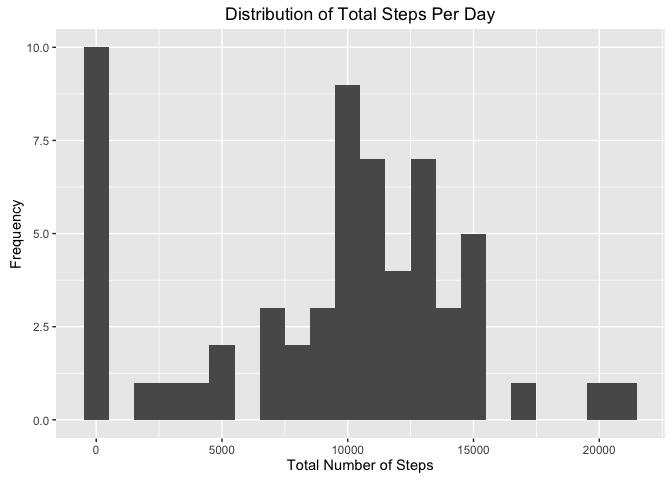 Distribution of Total Steps Per Day
10.0
7.5
5.0
2.5
0.0
Frequency
0 5000 10000 15000 20000
Total Number of Steps